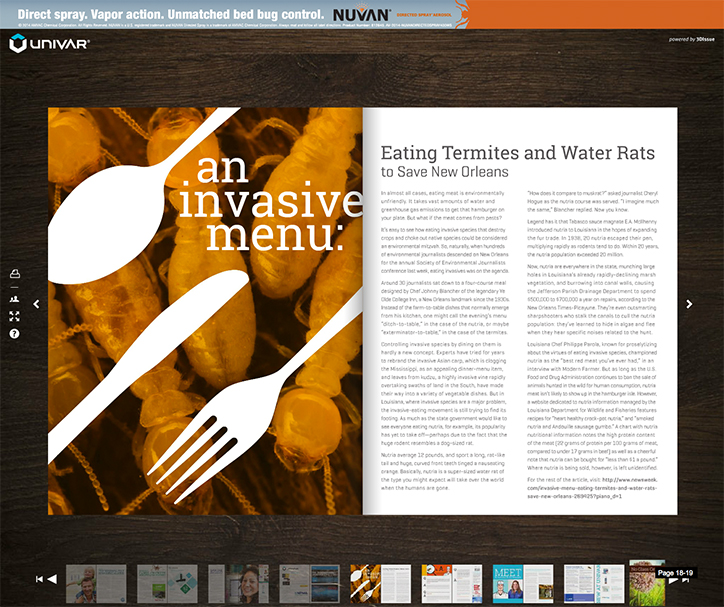 Direct spray. Vapor action. Unmatched bed bug control.
NUVAN®
DIRECTED SPRAY AEROSOL
UNIVAR®
powered by 3Dissue
an
invasive
menu:
Eating Termites and Water Rats
to Save New Orleans
In almost all cases, eating meat is environmentally
unfriendly. It takes vast amounts of water and
greenhouse gas emissions to get that hamburger on
your plate. But what if the meat comes from pests?
It's easy to see how eating invasive species that destroy
crops and choke out native species could be considered
an environmental mitzvah. So, naturally, when hundreds
of environmental journalists descended on New Orleans
for the annual Society of Environmental Journalists
conference last week, eating invasives was on the agenda.
Around 30 journalists sat down to a four-course meal
designed by Chef Johnny Blancher of the legendary Ye
Olde College Inn, a New Orleans landmark since the 1930s.
Instead of the farm-to-table dishes that normally emerge
from his kitchen, one might call the evening's menu
"ditch-to-table," in the case of the nutria, or maybe
"exterminator-to-table," in the case of the termites.
Controlling invasive species by dining on them is
hardly a new concept. Experts have tried for years
to rebrand the invasive Asian carp, which is clogging
the Mississippi, as an appealing dinner-menu item,
and leaves from kudzu, a highly invasive vine rapidly
overtaking swaths of land in the South, have made
their way into a variety of vegetable dishes. But in
Louisiana, where invasive species are a major problem,
the invasive-eating movement is still trying to find its
footing. As much as the state government would like to
see everyone eating nutria, for example, its popularity
has yet to take off—perhaps due to the fact that the
huge rodent resembles a dog-sized rat.
Nutria average 12 pounds, and sport a long, rat-like
tail and huge, curved front teeth tinged a nauseating
orange. Basically, nutria is a super-sized water rat of
the type you might expect will take over the world
when the humans are gone.
"How does it compare to muskrat?" asked journalist Cheryl
Hogue as the nutria course was served. "I imagine much
the same," Blancher replied. Now you know.
Legend has it that Tabasco sauce magnate E.A. McIlhenny
introduced nutria to Louisiana in the hopes of expanding
the fur trade. In 1938, 20 nutria escaped their pen,
multiplying rapidly as rodents tend to do. Within 20 years,
the nutria population exceeded 20 million.
Now, nutria are everywhere in the state, munching large
holes in Louisiana's already rapidly-declining marsh
vegetation, and burrowing into canal walls, causing
the Jefferson Parish Drainage Department to spend
$500,000 to $700,000 a year on repairs, according to the
New Orleans Times-Picayune. They're even outsmarting
sharpshooters who stalk the canals to cull the nutria
population: they've learned to hide in algae and flee
when they hear specific noises related to the hunt.
Louisiana Chef Philippe Parola, known for proselytizing
about the virtues of eating invasive species, championed
nutria as the "best red meat you've ever had," in an
interview with Modern Farmer. But as long as the U.S.
Food and Drug Administration continues to ban the sale of
animals hunted in the wild for human consumption, nutria
meat isn't likely to show up in the hamburger isle. However,
a website dedicated to nutria information managed by the
Louisiana Department for Wildlife and Fisheries features
recipes for "heart healthy crock-pot nutria," and "smoked
nutria and Andouille sausage gumbo." A chart with nutria
nutritional information notes the high protein content
of the meat (22 grams of protein per 100 grams of meat,
compared to under 17 grams in beef) as well as a cheerful
note that nutria can be bought for "less than $1 a pound."
Where nutria is being sold, however, is left unidentified.
For the rest of the article, visit: http://www.newsweek.
com/invasive-menu-eating-termites-and-water-rats-
save-new-orleans-269425?piano_d=1
an
invasive
menu:
MEET
Page 18-19